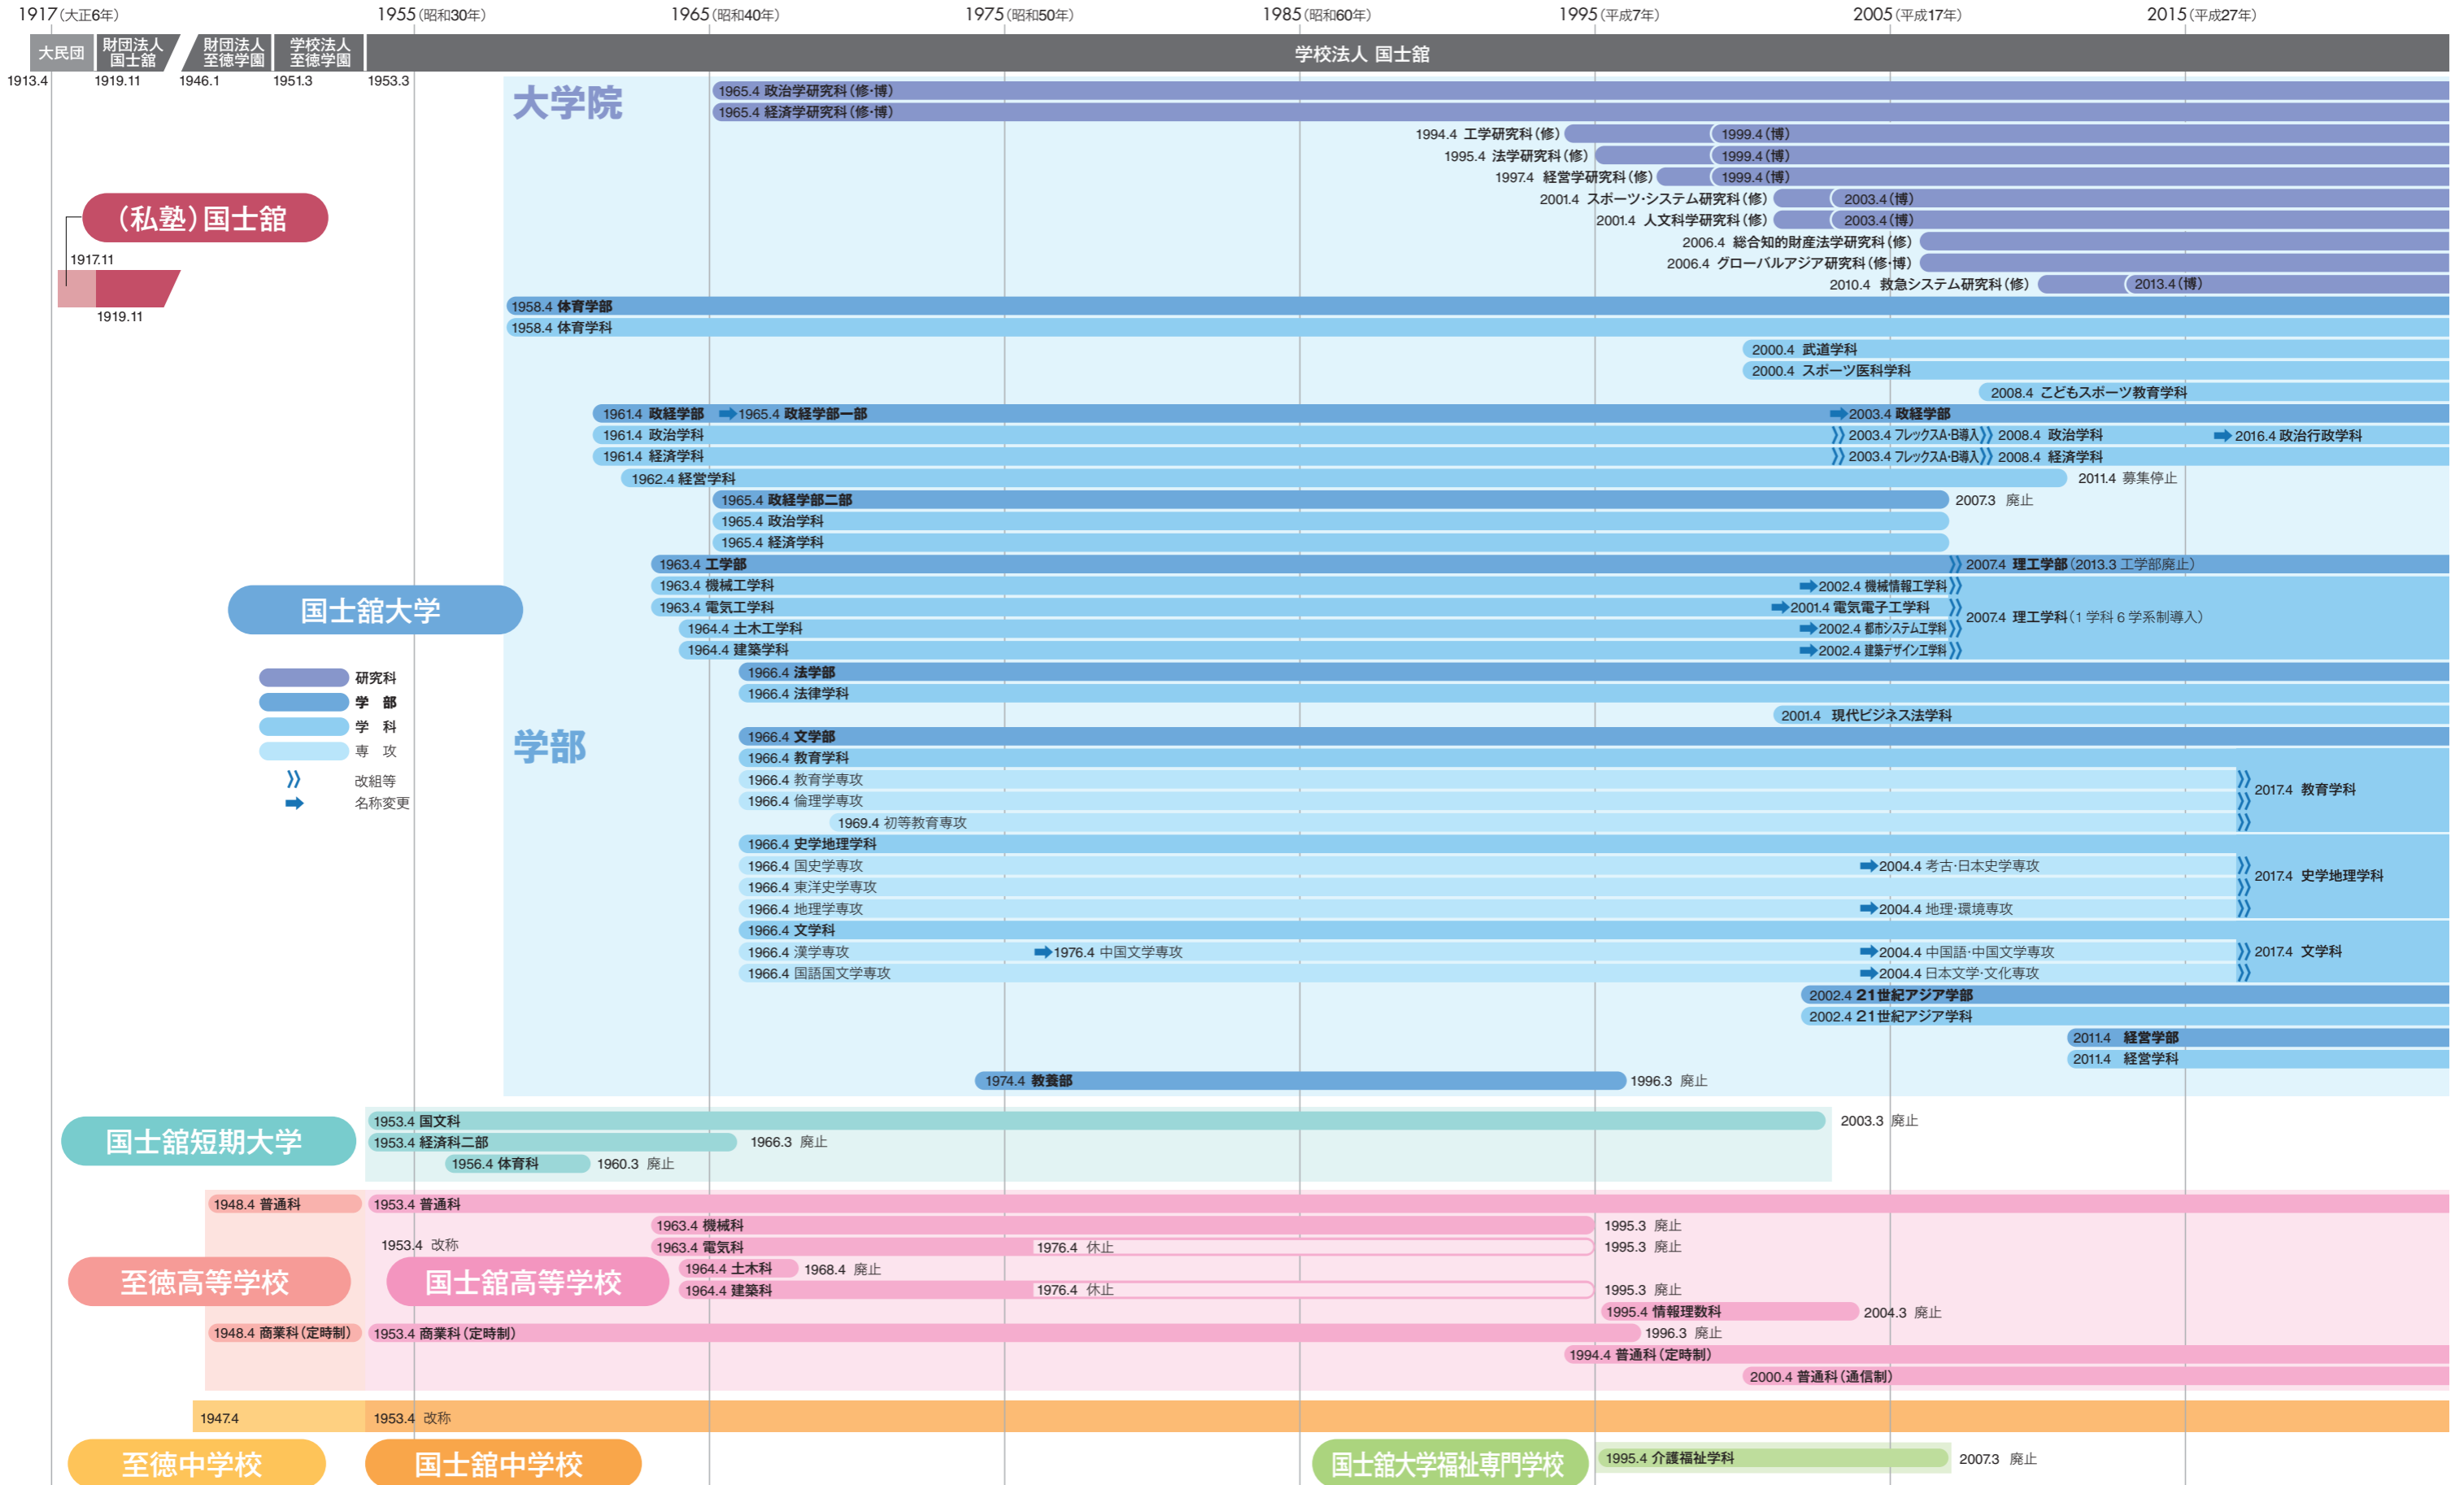 1917(大正6年)
1955(昭和30年)
1965(昭和40年)
1975(昭和50年)
1985(昭和60年)
1995(平成7年)
2005(平成17年)
2015(平成27年)
大民団
財団法人
国士舘
財団法人
至徳学園
学校法人
至徳学園
学校法人 国士舘
1913.4
1919.11
1946.1
1951.3
1953.3
大学院
1965.4 政治学研究科(修・博)
1965.4 経済学研究科(修・博)
1994.4 工学研究科(修) 1999.4(博)
1995.4 法学研究科(修) 1999.4(博)
1997.4 経営学研究科(修) 1999.4(博)
2001.4 スポーツ・システム研究科(修) 2003.4(博)
2001.4 人文科学研究科(修) 2003.4(博)
2006.4 総合知的財産法学研究科(修)
2006.4 グローバルアジア研究科(修・博)
2010.4 救急システム研究科(修) 2013.4(博)
(私塾)国士舘
1917.11
1919.11
1958.4 体育学部
1958.4 体育学科
2000.4 武道学科
2000.4 スポーツ医科学科
2008.4 こどもスポーツ教育学科
1961.4 政経学部 ➡1965.4 政経学部一部 ➡2003.4 政経学部
1961.4 政治学科 》2003.4 フレックスA・B導入》2008.4 政治学科 ➡2016.4 政治行政学科
1961.4 経済学科 》2003.4 フレックスA・B導入》2008.4 経済学科
1962.4 経営学科 2011.4 募集停止
1965.4 政経学部二部 2007.3 廃止
1965.4 政治学科
1965.4 経済学科
1963.4 工学部 》2007.4 理工学部(2013.3 工学部廃止)
1963.4 機械工学科 ➡2002.4 機械情報工学科》
1963.4 電気工学科 ➡2001.4 電気電子工学科 》
2007.4 理工学科(1学科6学系制導入)
1964.4 土木工学科 ➡2002.4 都市システム工学科》
1964.4 建築学科 ➡2002.4 建築デザイン工学科》
国士舘大学
研究科
学 部
学 科
専 攻
》 改組等
➡ 名称変更
1966.4 法学部
1966.4 法律学科
2001.4 現代ビジネス法学科
学部
1966.4 文学部
1966.4 教育学科
1966.4 教育学専攻 》
1966.4 倫理学専攻 》
2017.4 教育学科
1969.4 初等教育専攻 》
1966.4 史学地理学科
1966.4 国史学専攻 ➡2004.4 考古・日本史学専攻 》
1966.4 東洋史学専攻 》
2017.4 史学地理学科
1966.4 地理学専攻 ➡2004.4 地理・環境専攻 》
1966.4 文学科
1966.4 漢学専攻 ➡1976.4 中国文学専攻 ➡2004.4 中国語・中国文学専攻 》2017.4 文学科
1966.4 国語国文学専攻 ➡2004.4 日本文学・文化専攻 》
2002.4 21世紀アジア学部
2002.4 21世紀アジア学科
2011.4 経営学部
2011.4 経営学科
1974.4 教養部 1996.3 廃止
国士舘短期大学
1953.4 国文科 2003.3 廃止
1953.4 経済科二部 1966.3 廃止
1956.4 体育科 1960.3 廃止
1948.4 普通科 1953.4 普通科
1963.4 機械科 1995.3 廃止
1953.4 改称
1963.4 電気科 1976.4 休止 1995.3 廃止
至徳高等学校
国士舘高等学校
1964.4 土木科 1968.4 廃止
1964.4 建築科 1976.4 休止 1995.3 廃止
1995.4 情報理数科 2004.3 廃止
1948.4 商業科(定時制) 1953.4 商業科(定時制) 1996.3 廃止
1994.4 普通科(定時制)
2000.4 普通科(通信制)
1947.4
1953.4 改称
至徳中学校
国士舘中学校
国士舘大学福祉専門学校
1995.4 介護福祉学科 2007.3 廃止